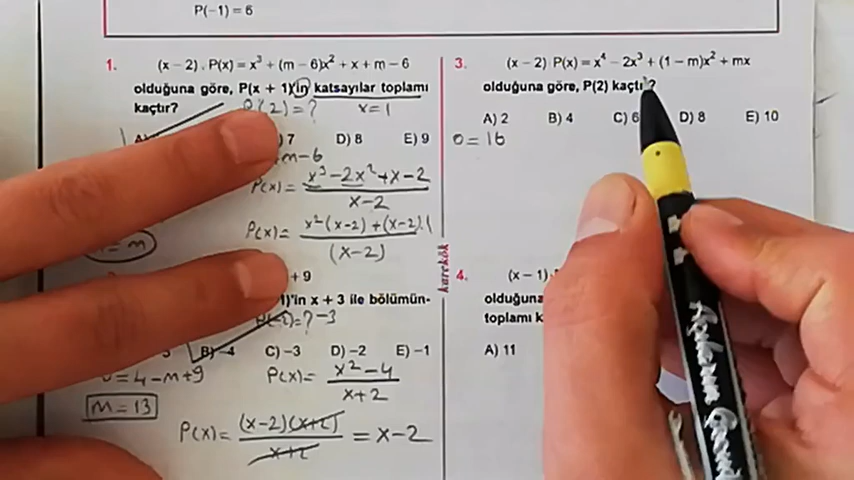 P(-1) = 6
1. (x – 2) . P(x) = x³ + (m – 6)x² + x + m – 6
olduğuna göre, P(x + 1)'in katsayılar toplamı
kaçtır?
P(2)=? x=1
7 D) 8 E) 9
+m-6
P(x)= x³-2x²+x-2 / x-2
P(x)= x²(x-2)+(x-2).1 / (x-2)
= m
+ 9
1)'in x + 3 ile bölümün-
=?-3
B) –4 C) –3 D) –2 E) –1
= 4-m+9
m=13
P(x)= x²-4 / x+2
P(x)= (x-2)(x+2) / x+2 = x-2
karekök
3. (x – 2) P(x) = x⁴ – 2x³ + (1 – m)x² + mx
olduğuna göre, P(2) kaçtır?
A) 2 B) 4 C) 6 D) 8 E) 10
0=16
4. (x – 1)
olduğuna
toplamı k
A) 11